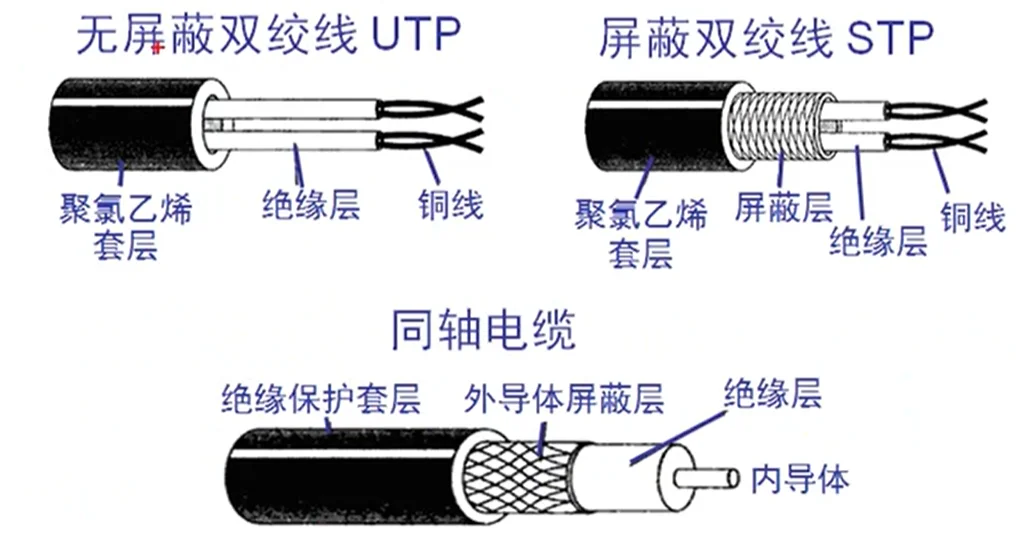 无屏蔽双绞线 UTP
屏蔽双绞线 STP
聚氯乙烯
套层
绝缘层
铜线
聚氯乙烯
套层
屏蔽层
绝缘层
铜线
同轴电缆
绝缘保护套层
外导体屏蔽层
绝缘层
内导体